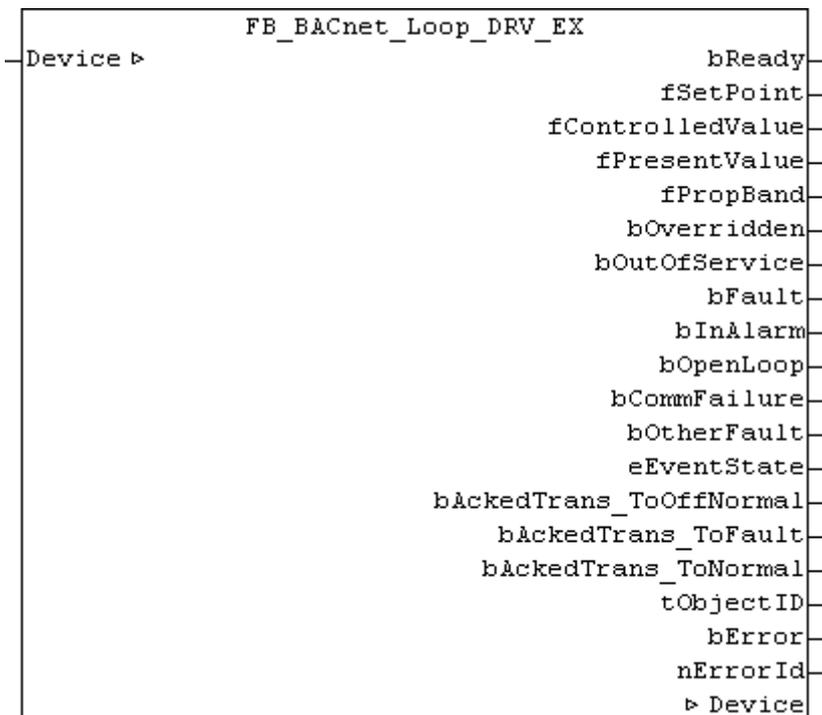 FB_BACnet_Loop_DRV_EX
Device ▷ bReady
fSetPoint
fControlledValue
fPresentValue
fPropBand
bOverridden
bOutOfService
bFault
bInAlarm
bOpenLoop
bCommFailure
bOtherFault
eEventState
bAckedTrans_ToOffNormal
bAckedTrans_ToFault
bAckedTrans_ToNormal
tObjectID
bError
nErrorId
▷ Device